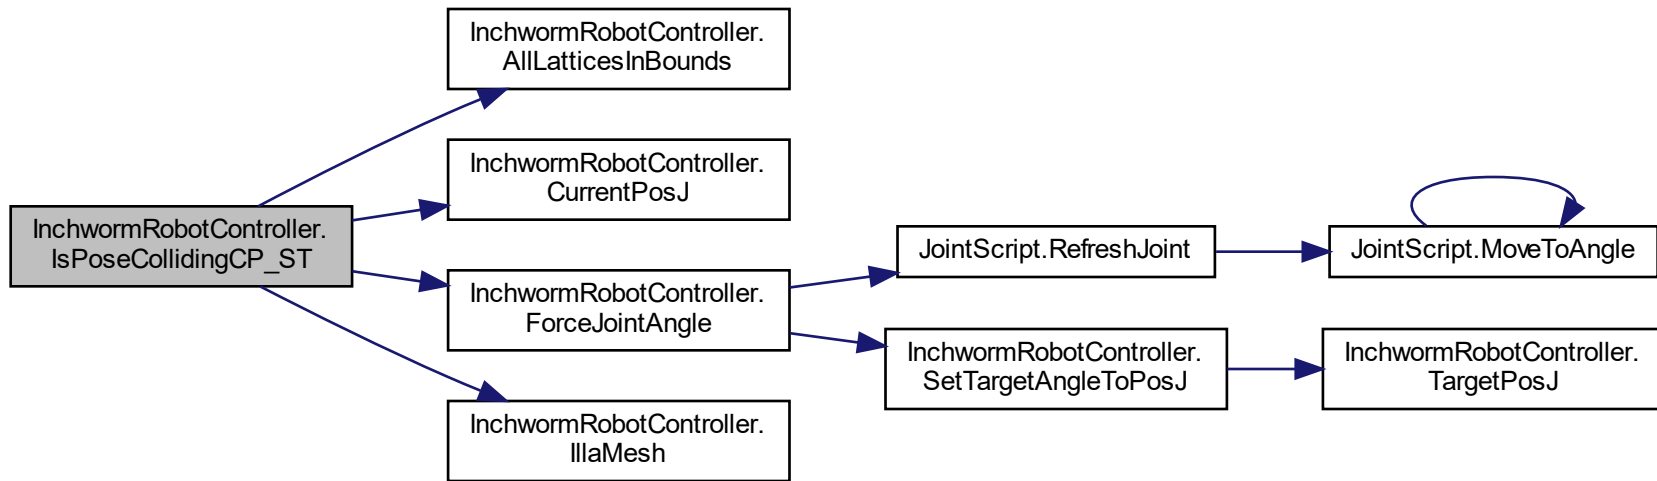 InchwormRobotController.
AllLatticesInBounds
InchwormRobotController.
CurrentPosJ
InchwormRobotController.
IsPoseCollidingCP_ST
InchwormRobotController.
ForceJointAngle
JointScript.RefreshJoint
JointScript.MoveToAngle
InchwormRobotController.
SetTargetAngleToPosJ
InchwormRobotController.
TargetPosJ
InchwormRobotController.
IllaMesh